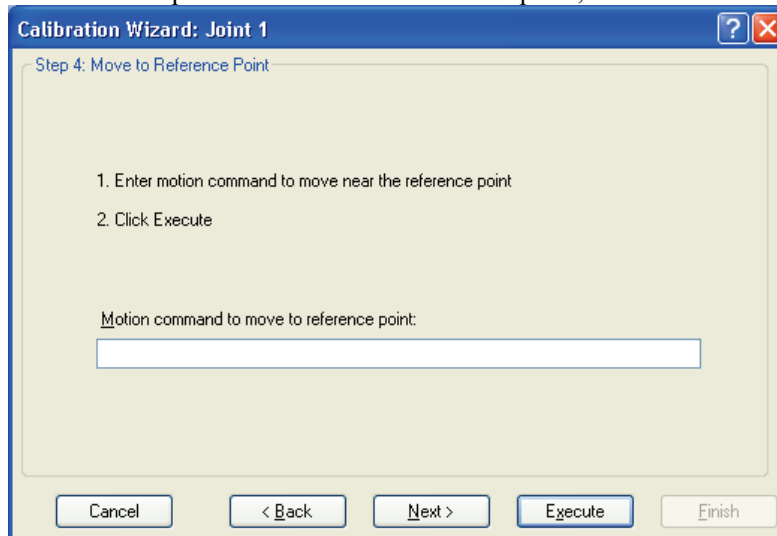 Calibration Wizard: Joint 1
Step 4: Move to Reference Point
1. Enter motion command to move near the reference point
2. Click Execute
Motion command to move to reference point:
Cancel < Back Next > Execute Finish